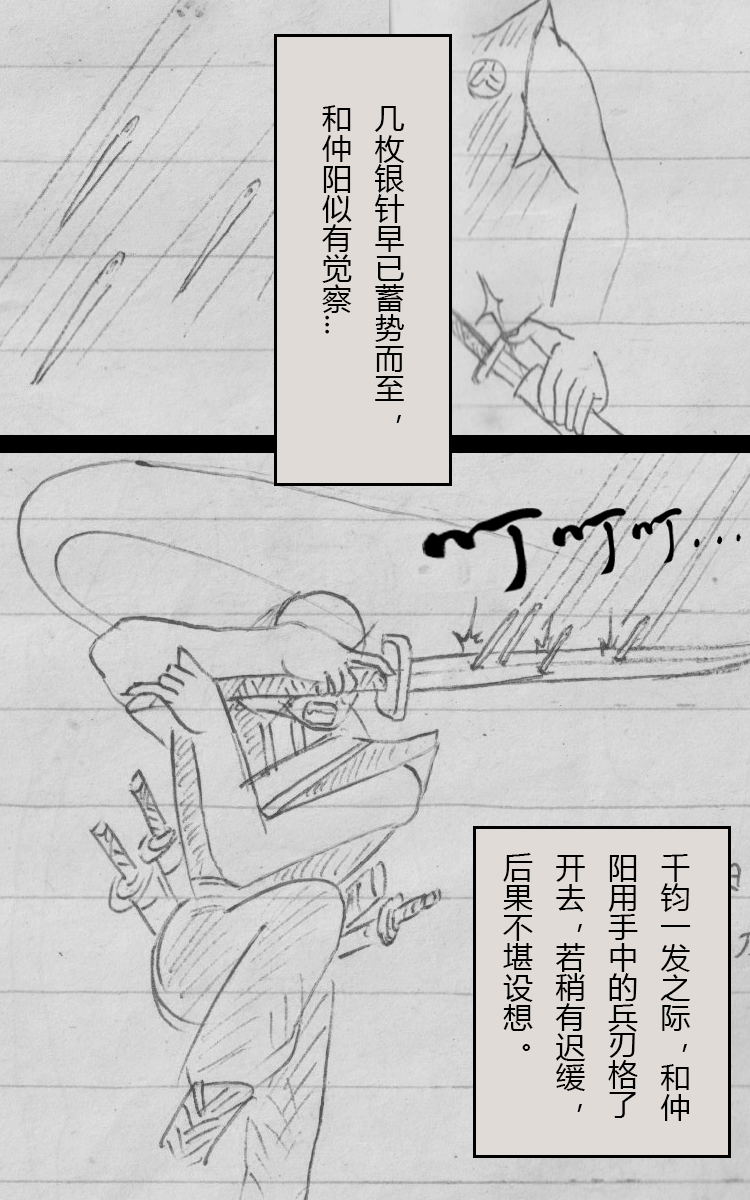 几枚银针早已蓄势而至，
和仲阳似有觉察…
八
叮叮叮...
千钧一发之际，和仲
阳用手中的兵刃格了
开去，若稍有迟缓，
后果不堪设想。